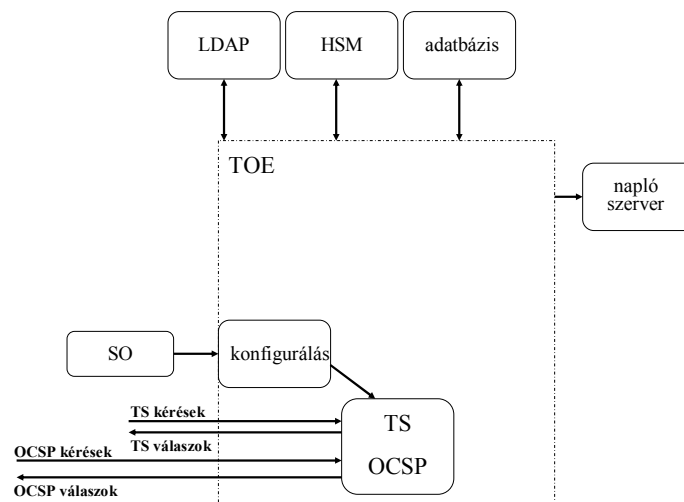 LDAP
HSM
adatbázis
TOE
napló
szerver
SO
konfigurálás
TS kérések
TS
TS válaszok
OCSP kérések
OCSP
OCSP válaszok